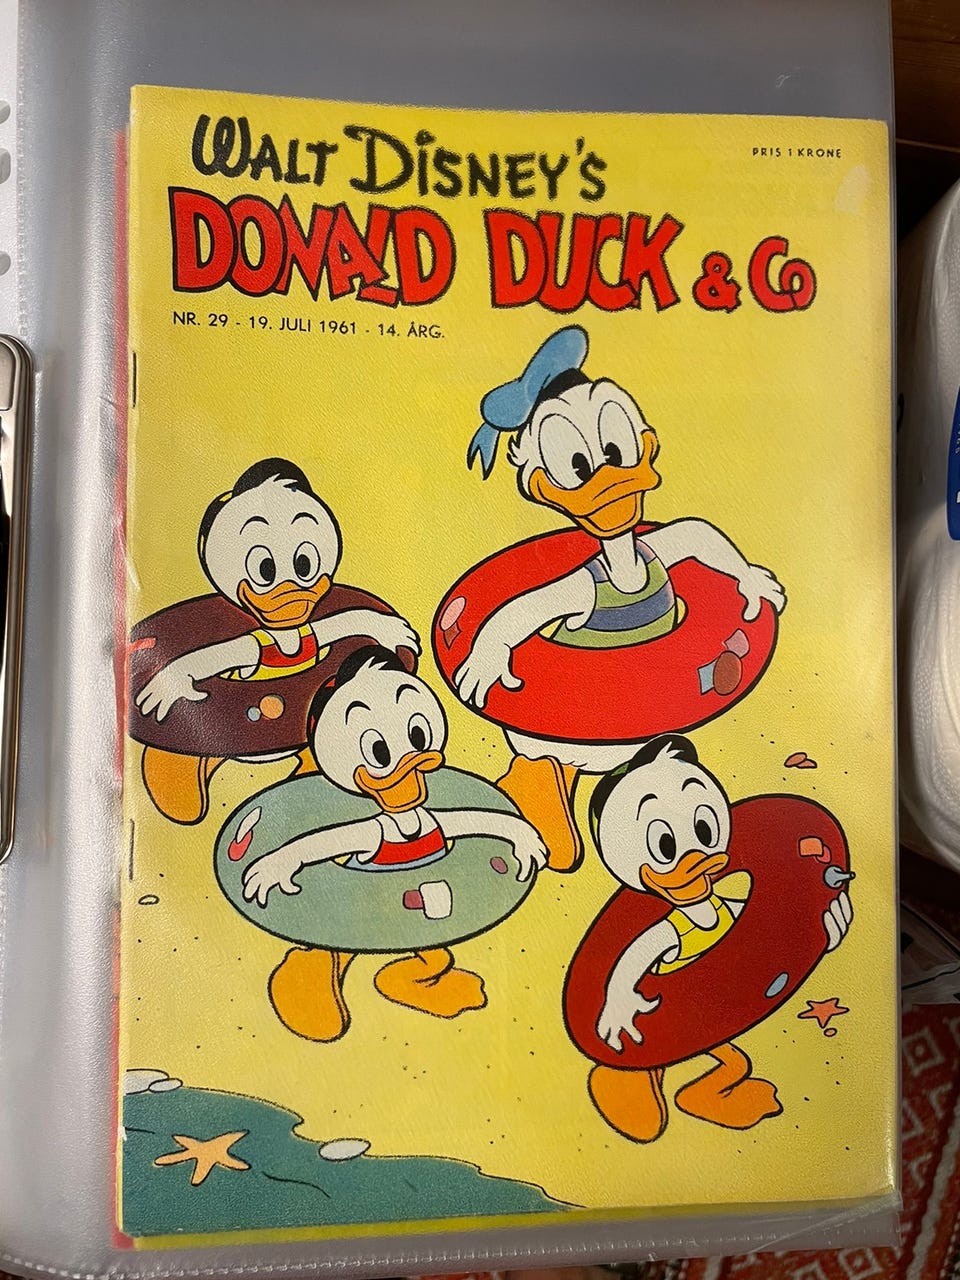 WALT DISNEY'S
PRIS 1 KRONE
DONALD DUCK & Co
NR. 29 - 19. JULI 1961 - 14. ÅRG.